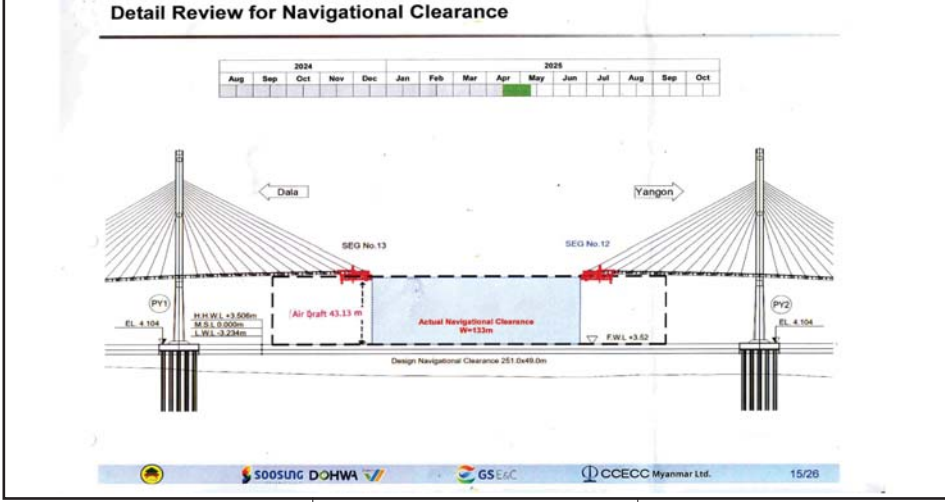 Detail Review for Navigational Clearance
2024 2025
Aug Sep Oct Nov Dec Jan Feb Mar Apr May Jun Jul Aug Sep Oct
Dala Yangon
SEG No.13 SEG No.12
PY1 PY2
H.H.W.L +3.506m
M.S.L 0.000m
L.W.L -3.234m
EL. 4.104 EL. 4.104
Air Draft 43.13 m
Actual Navigational Clearance
W=133m
F.W.L +3.52
Design Navigational Clearance 251.0x49.0m
SOOSUNG DOHWA GS E&C CCECC Myanmar Ltd. 15/26